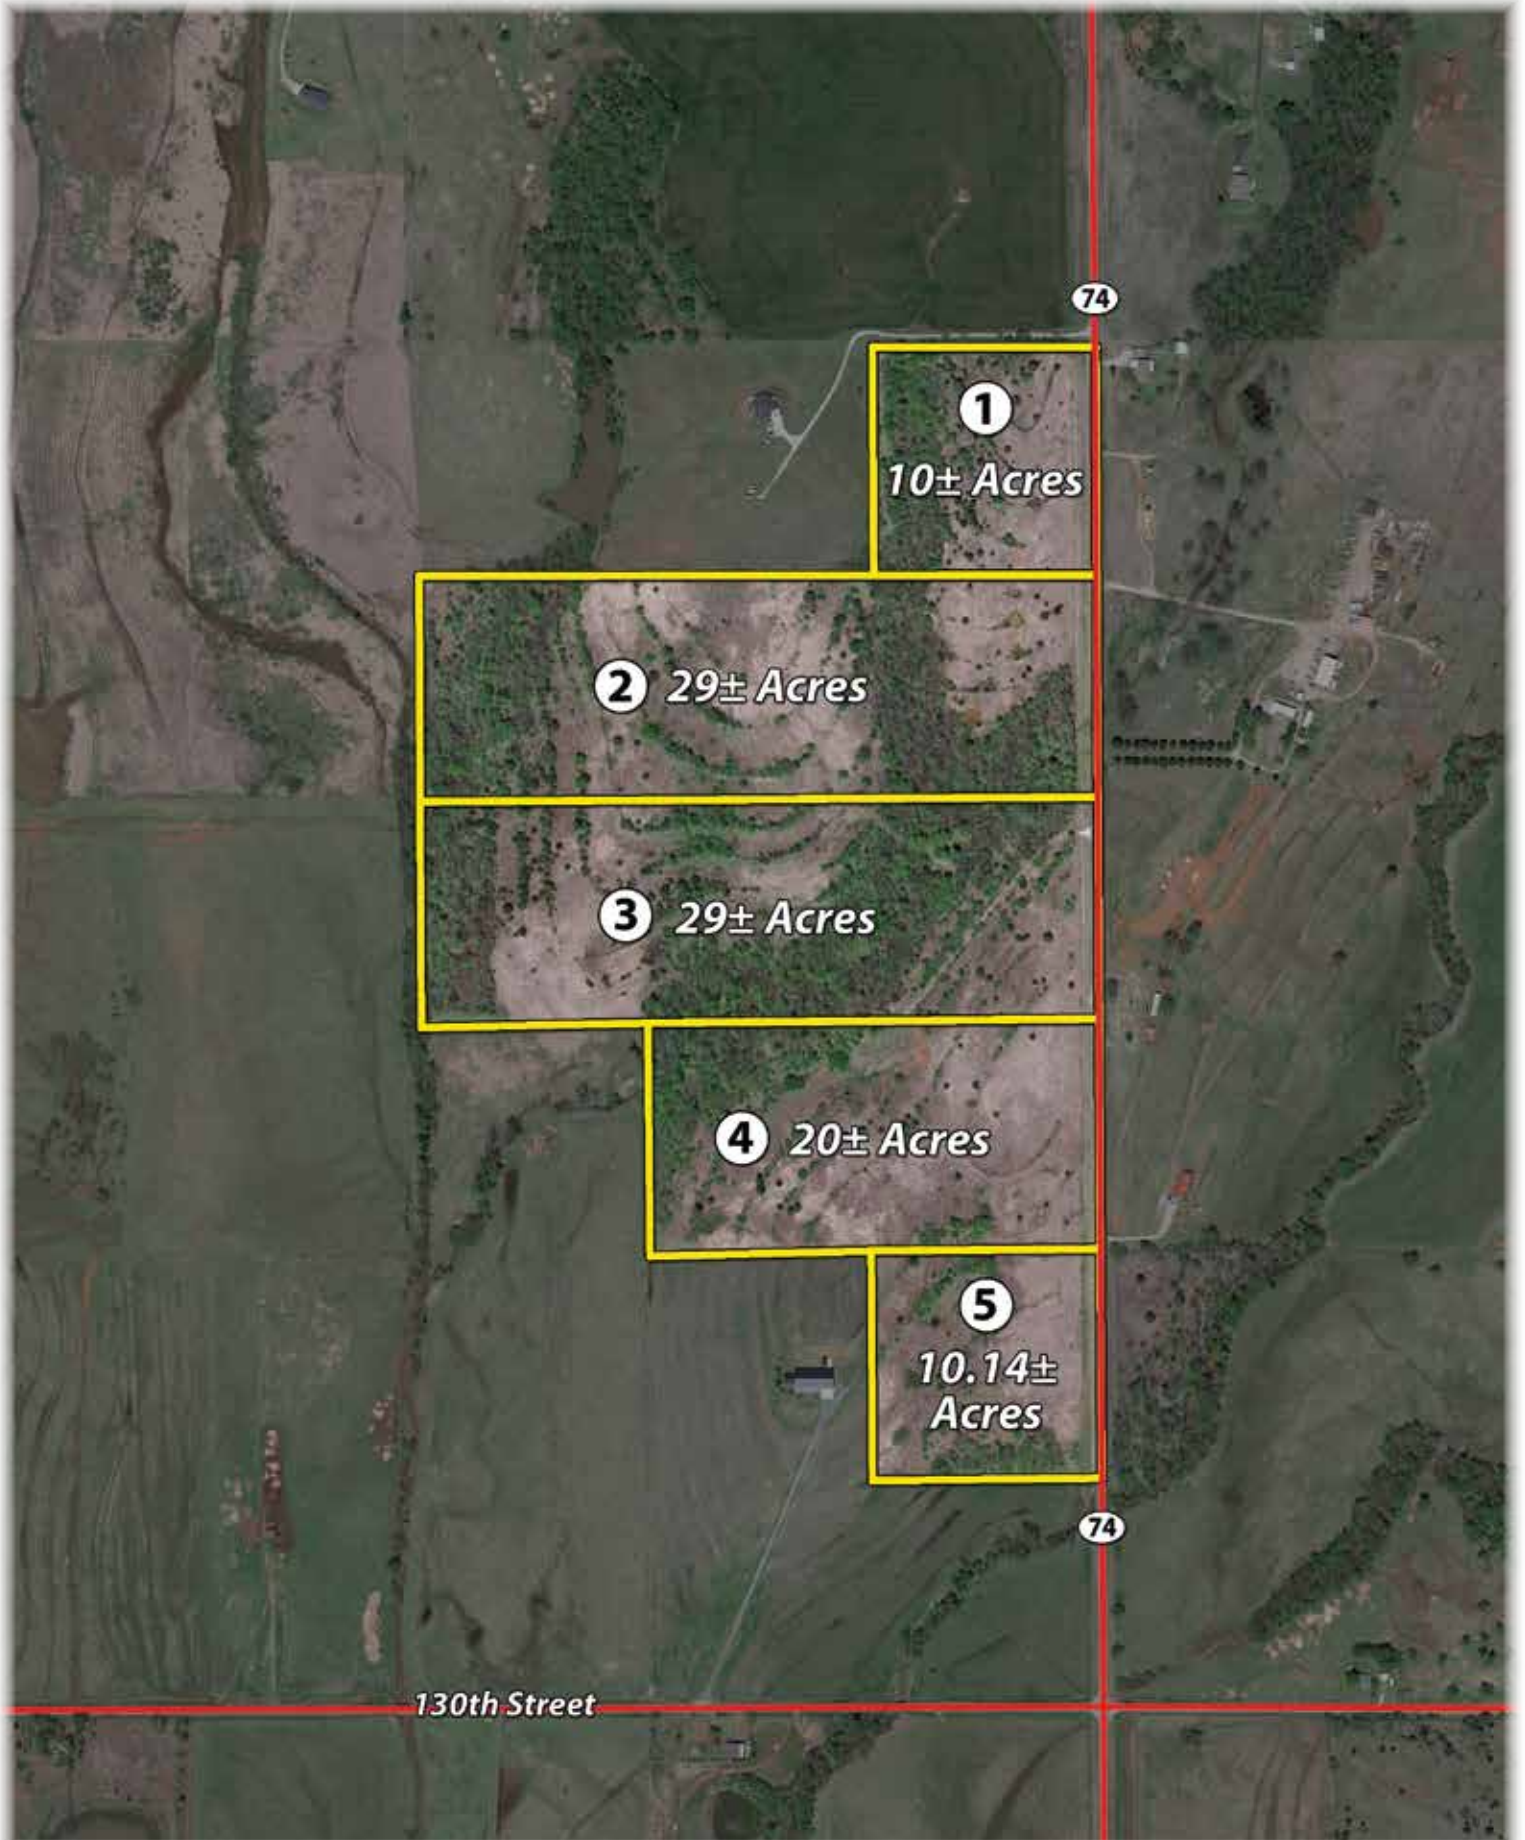 74
1
10± Acres
2 29± Acres
3 29± Acres
4 20± Acres
5
10.14±
Acres
74
130th Street